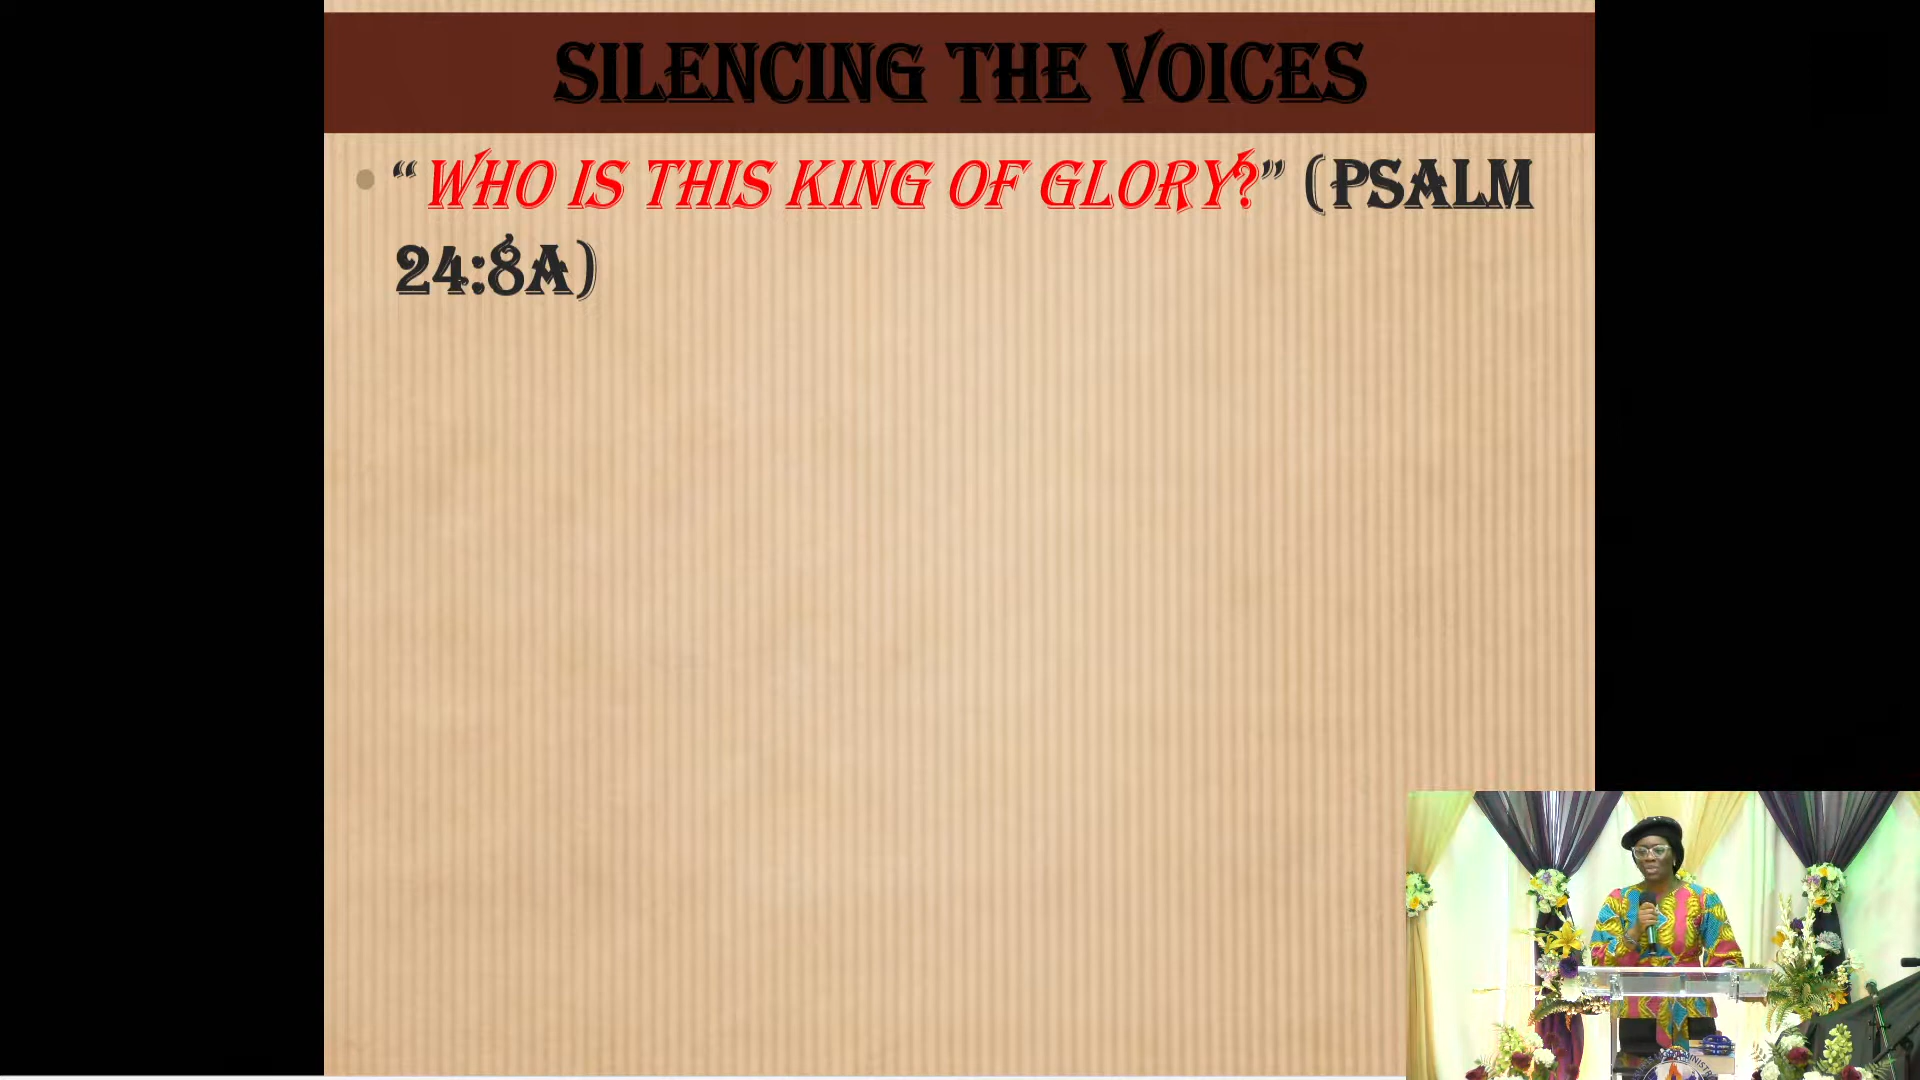 SILENCING THE VOICES
• “WHO IS THIS KING OF GLORY?” (PSALM
24:8A)